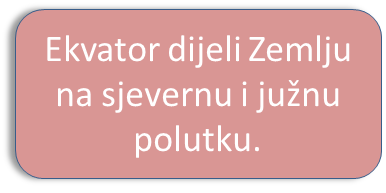 Ekvator dijeli Zemlju
na sjevernu i južnu
polutku.